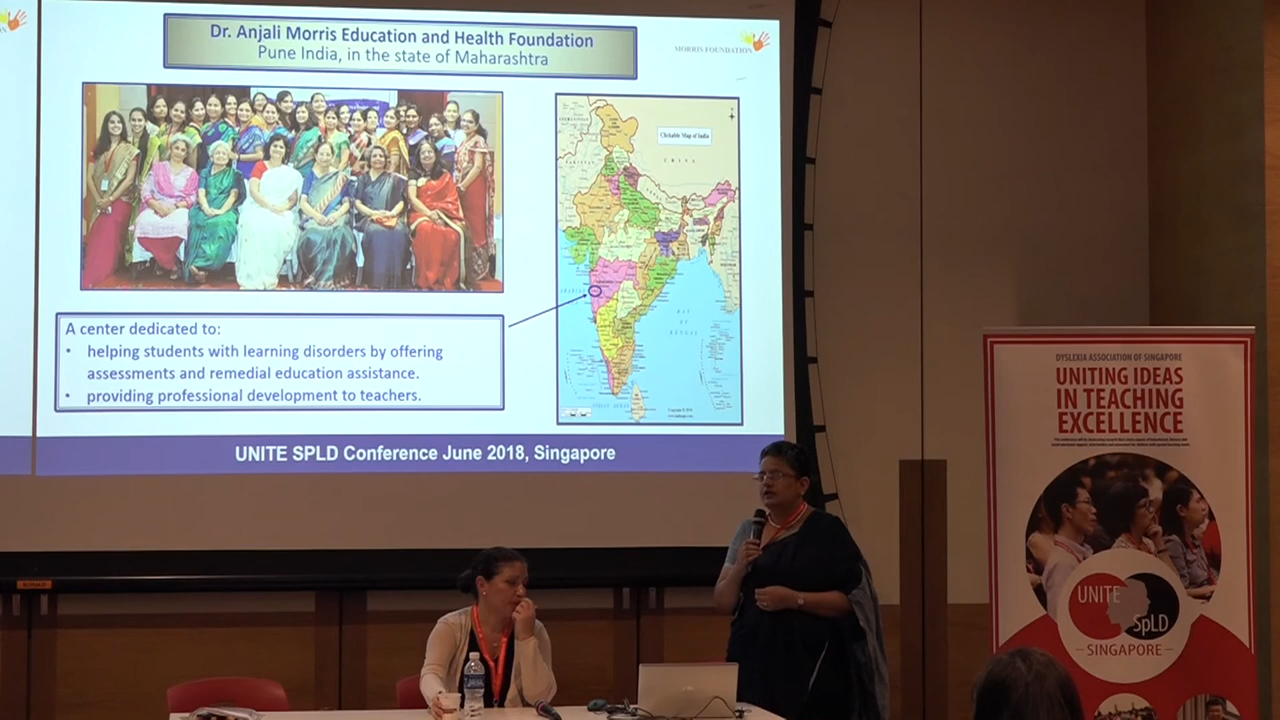 Dr. Anjali Morris Education and Health Foundation
Pune India, in the state of Maharashtra
MORRIS FOUNDATION
Clickable Map of India
CHINA
BAY
OF
BENGAL
A center dedicated to:
• helping students with learning disorders by offering
assessments and remedial education assistance.
• providing professional development to teachers.
UNITE SPLD Conference June 2018, Singapore
DYSLEXIA ASSOCIATION OF SINGAPORE
UNITING IDEAS
IN TEACHING
EXCELLENCE
UNITE
SpLD
– SINGAPORE –